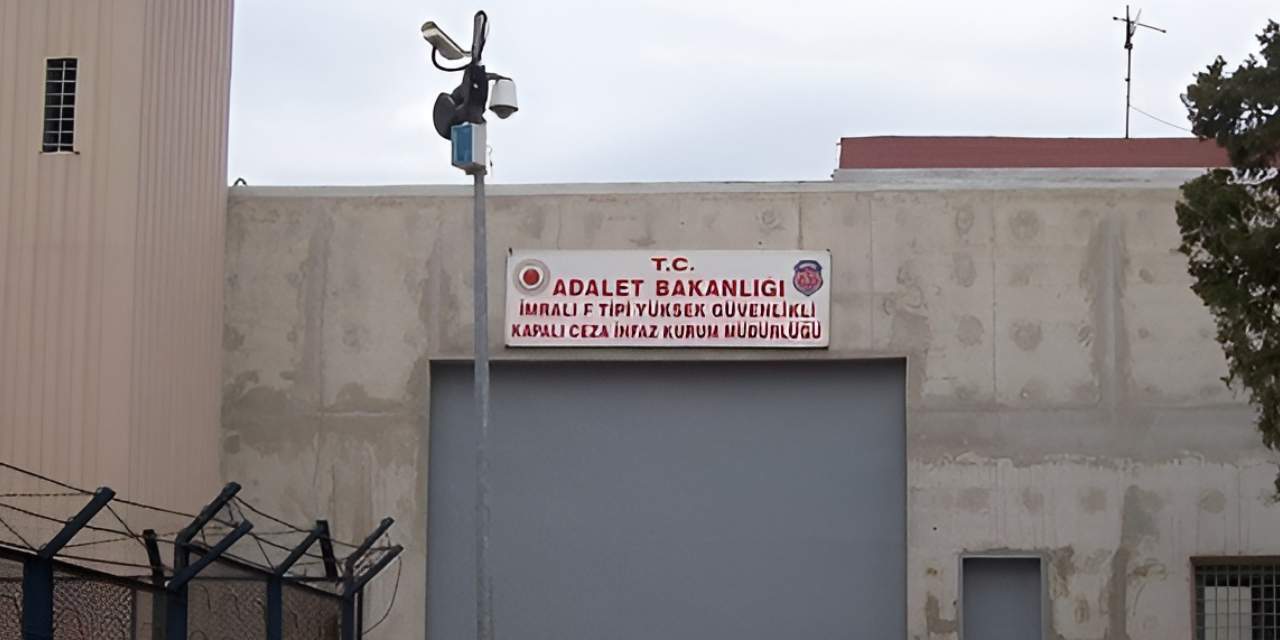 T.C.
ADALET BAKANLIĞI
İMRALI F TİPİ YÜKSEK GÜVENLİKLİ
KAPALI CEZA İNFAZ KURUM MÜDÜRLÜĞÜ